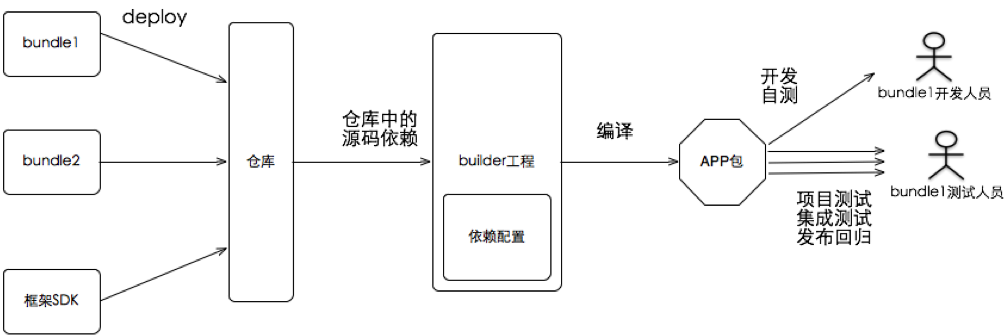 bundle1
deploy
bundle2
框架SDK
仓库
仓库中的
源码依赖
builder工程
依赖配置
编译
APP包
开发
自测
bundle1开发人员
bundle1测试人员
项目测试
集成测试
发布回归